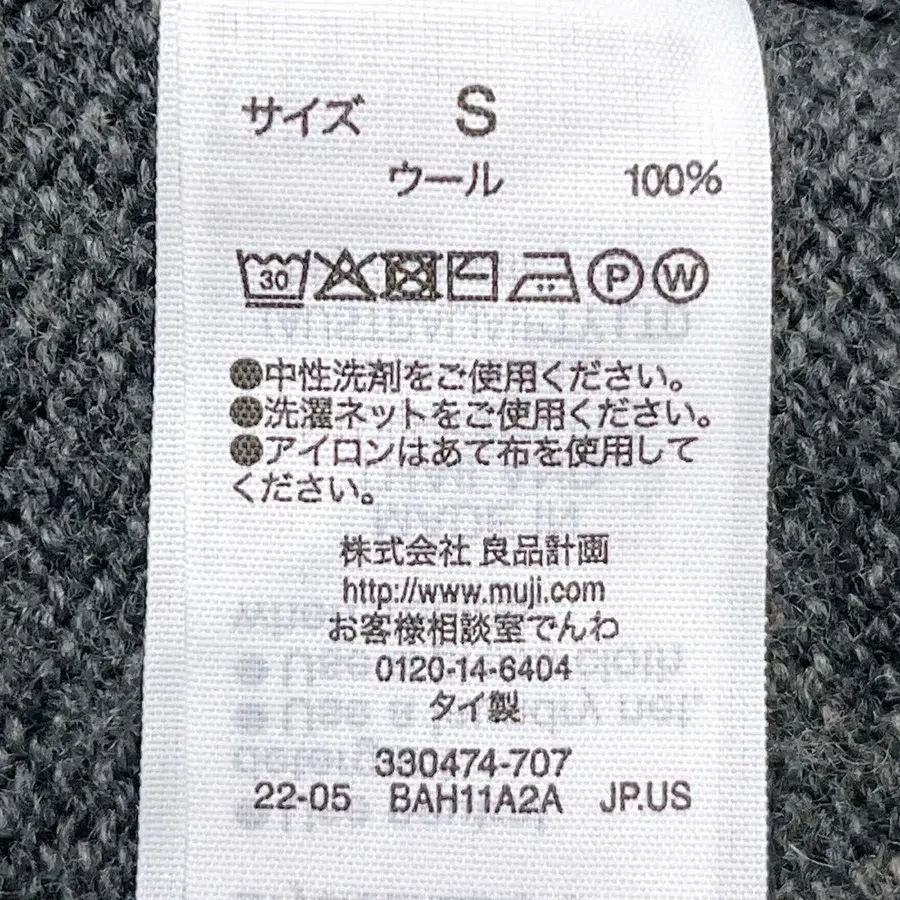 サイズ S
ウール 100%
30 P W
●中性洗剤をご使用ください。
●洗濯ネットをご使用ください。
●アイロンはあて布を使用して
ください。
株式会社 良品計画
http://www.muji.com
お客様相談室でんわ
0120-14-6404
タイ製
330474-707
22-05 BAH11A2A JP.US